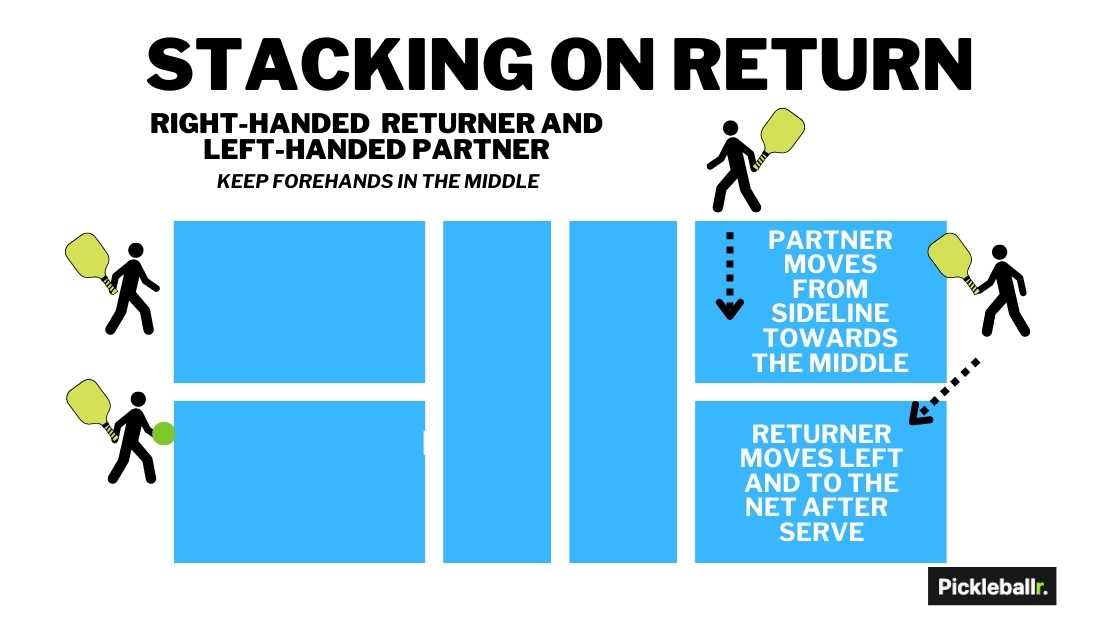 STACKING ON RETURN
RIGHT-HANDED RETURNER AND
LEFT-HANDED PARTNER
KEEP FOREHANDS IN THE MIDDLE
PARTNER
MOVES
FROM
SIDELINE
TOWARDS
THE MIDDLE
RETURNER
MOVES LEFT
AND TO THE
NET AFTER
SERVE
Pickleballr.